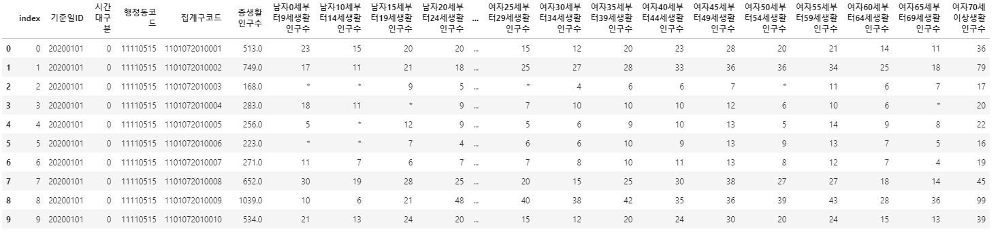 index 기준일ID 시간대구분 행정동코드 집계구코드 총생활인구수 남자0세부터9세생활인구수 남자10세부터14세생활인구수 남자15세부터19세생활인구수 남자20세부터24세생활인구수 ... 여자25세부터29세생활인구수 여자30세부터34세생활인구수 여자35세부터39세생활인구수 여자40세부터44세생활인구수 여자45세부터49세생활인구수 여자50세부터54세생활인구수 여자55세부터59세생활인구수 여자60세부터64세생활인구수 여자65세부터69세생활인구수 여자70세이상생활인구수
0 0 20200101 0 11110515 1101072010001 513.0 23 15 20 20 ... 15 12 20 23 28 20 21 14 11 36
1 1 20200101 0 11110515 1101072010002 749.0 17 11 21 18 ... 25 27 28 33 36 36 34 25 18 79
2 2 20200101 0 11110515 1101072010003 168.0 * * 9 5 ... * 4 6 6 7 * 11 6 7 17
3 3 20200101 0 11110515 1101072010004 283.0 18 11 * 9 ... 7 10 10 10 12 6 10 6 * 20
4 4 20200101 0 11110515 1101072010005 256.0 5 * 12 9 ... 5 6 9 10 13 5 14 9 8 22
5 5 20200101 0 11110515 1101072010006 223.0 * * 7 4 ... 6 6 10 9 13 9 13 7 5 16
6 6 20200101 0 11110515 1101072010007 271.0 11 7 6 7 ... 7 8 10 11 13 8 12 7 4 19
7 7 20200101 0 11110515 1101072010008 652.0 30 19 28 25 ... 20 15 25 30 38 27 27 18 14 45
8 8 20200101 0 11110515 1101072010009 1039.0 10 6 21 48 ... 40 38 42 35 36 39 43 28 36 99
9 9 20200101 0 11110515 1101072010010 534.0 21 13 24 20 ... 15 12 20 24 30 20 24 15 13 39